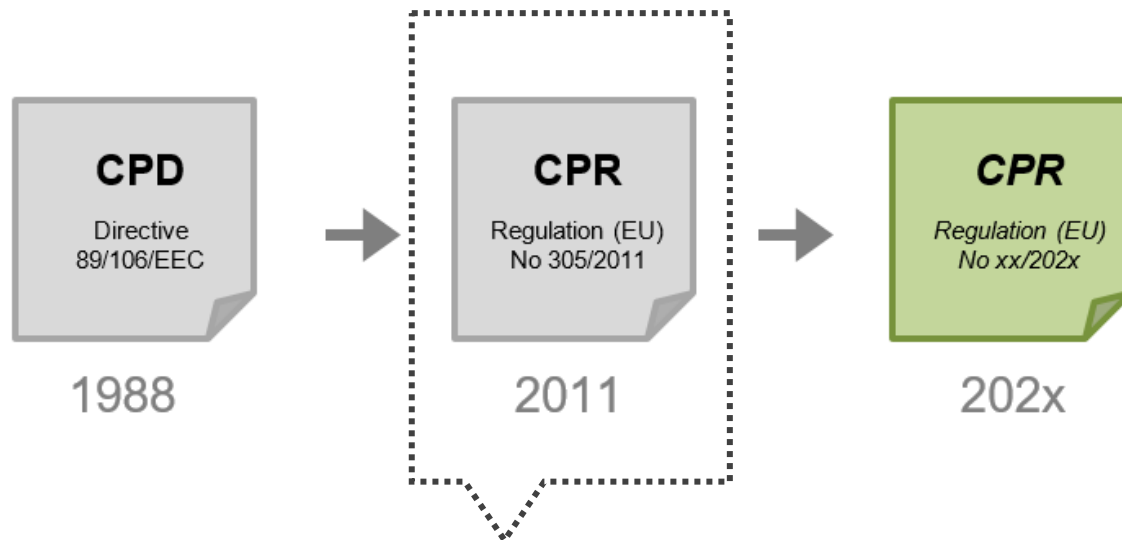 CPD
Directive
89/106/EEC
1988
CPR
Regulation (EU)
No 305/2011
2011
CPR
Regulation (EU)
No xx/202x
202x